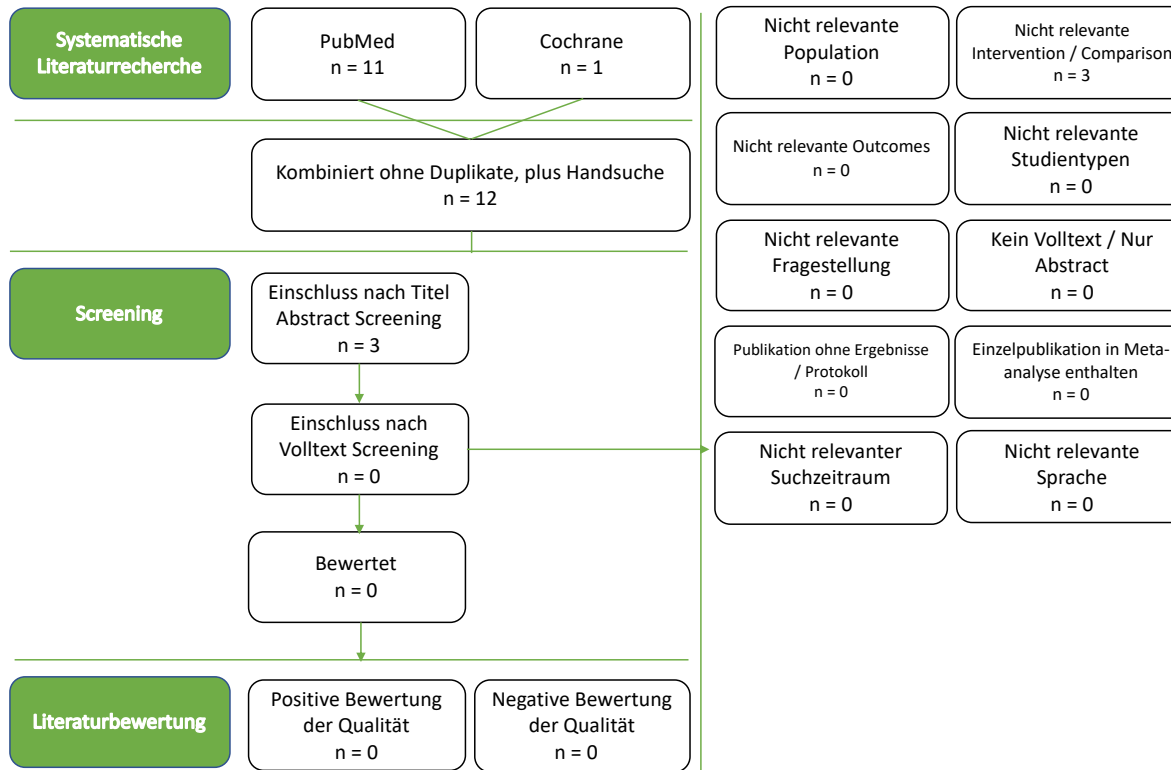 Systematische
Literaturrecherche
PubMed
n = 11
Cochrane
n = 1
Kombiniert ohne Duplikate, plus Handsuche
n = 12
Screening
Einschluss nach Titel
Abstract Screening
n = 3
Einschluss nach
Volltext Screening
n = 0
Bewertet
n = 0
Literaturbewertung
Positive Bewertung
der Qualität
n = 0
Negative Bewertung
der Qualität
n = 0
Nicht relevante
Population
n = 0
Nicht relevante
Intervention / Comparison
n = 3
Nicht relevante Outcomes
n = 0
Nicht relevante
Studientypen
n = 0
Nicht relevante
Fragestellung
n = 0
Kein Volltext / Nur
Abstract
n = 0
Publikation ohne Ergebnisse
/ Protokoll
n = 0
Einzelpublikation in Meta-
analyse enthalten
n = 0
Nicht relevanter
Suchzeitraum
n = 0
Nicht relevante
Sprache
n = 0